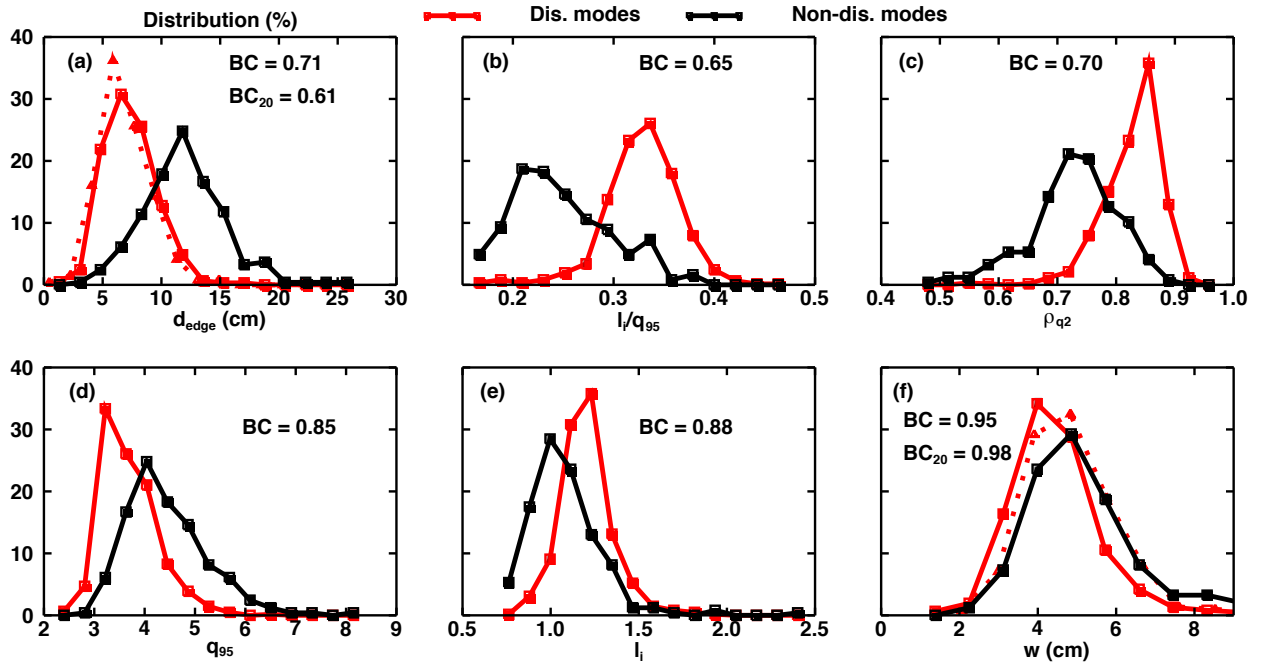 Distribution (%)
Dis. modes
Non-dis. modes
40
30
20
10
0
(a)
BC = 0.71
BC20 = 0.61
0 5 10 15 20 25 30
dedge (cm)
(b)
BC = 0.65
0.2 0.3 0.4 0.5
li/q95
(c)
BC = 0.70
0.4 0.5 0.6 0.7 0.8 0.9 1.0
ρq2
40
30
20
10
0
(d)
BC = 0.85
2 3 4 5 6 7 8 9
q95
(e)
BC = 0.88
0.5 1.0 1.5 2.0 2.5
li
(f)
BC = 0.95
BC20 = 0.98
0 2 4 6 8
w (cm)